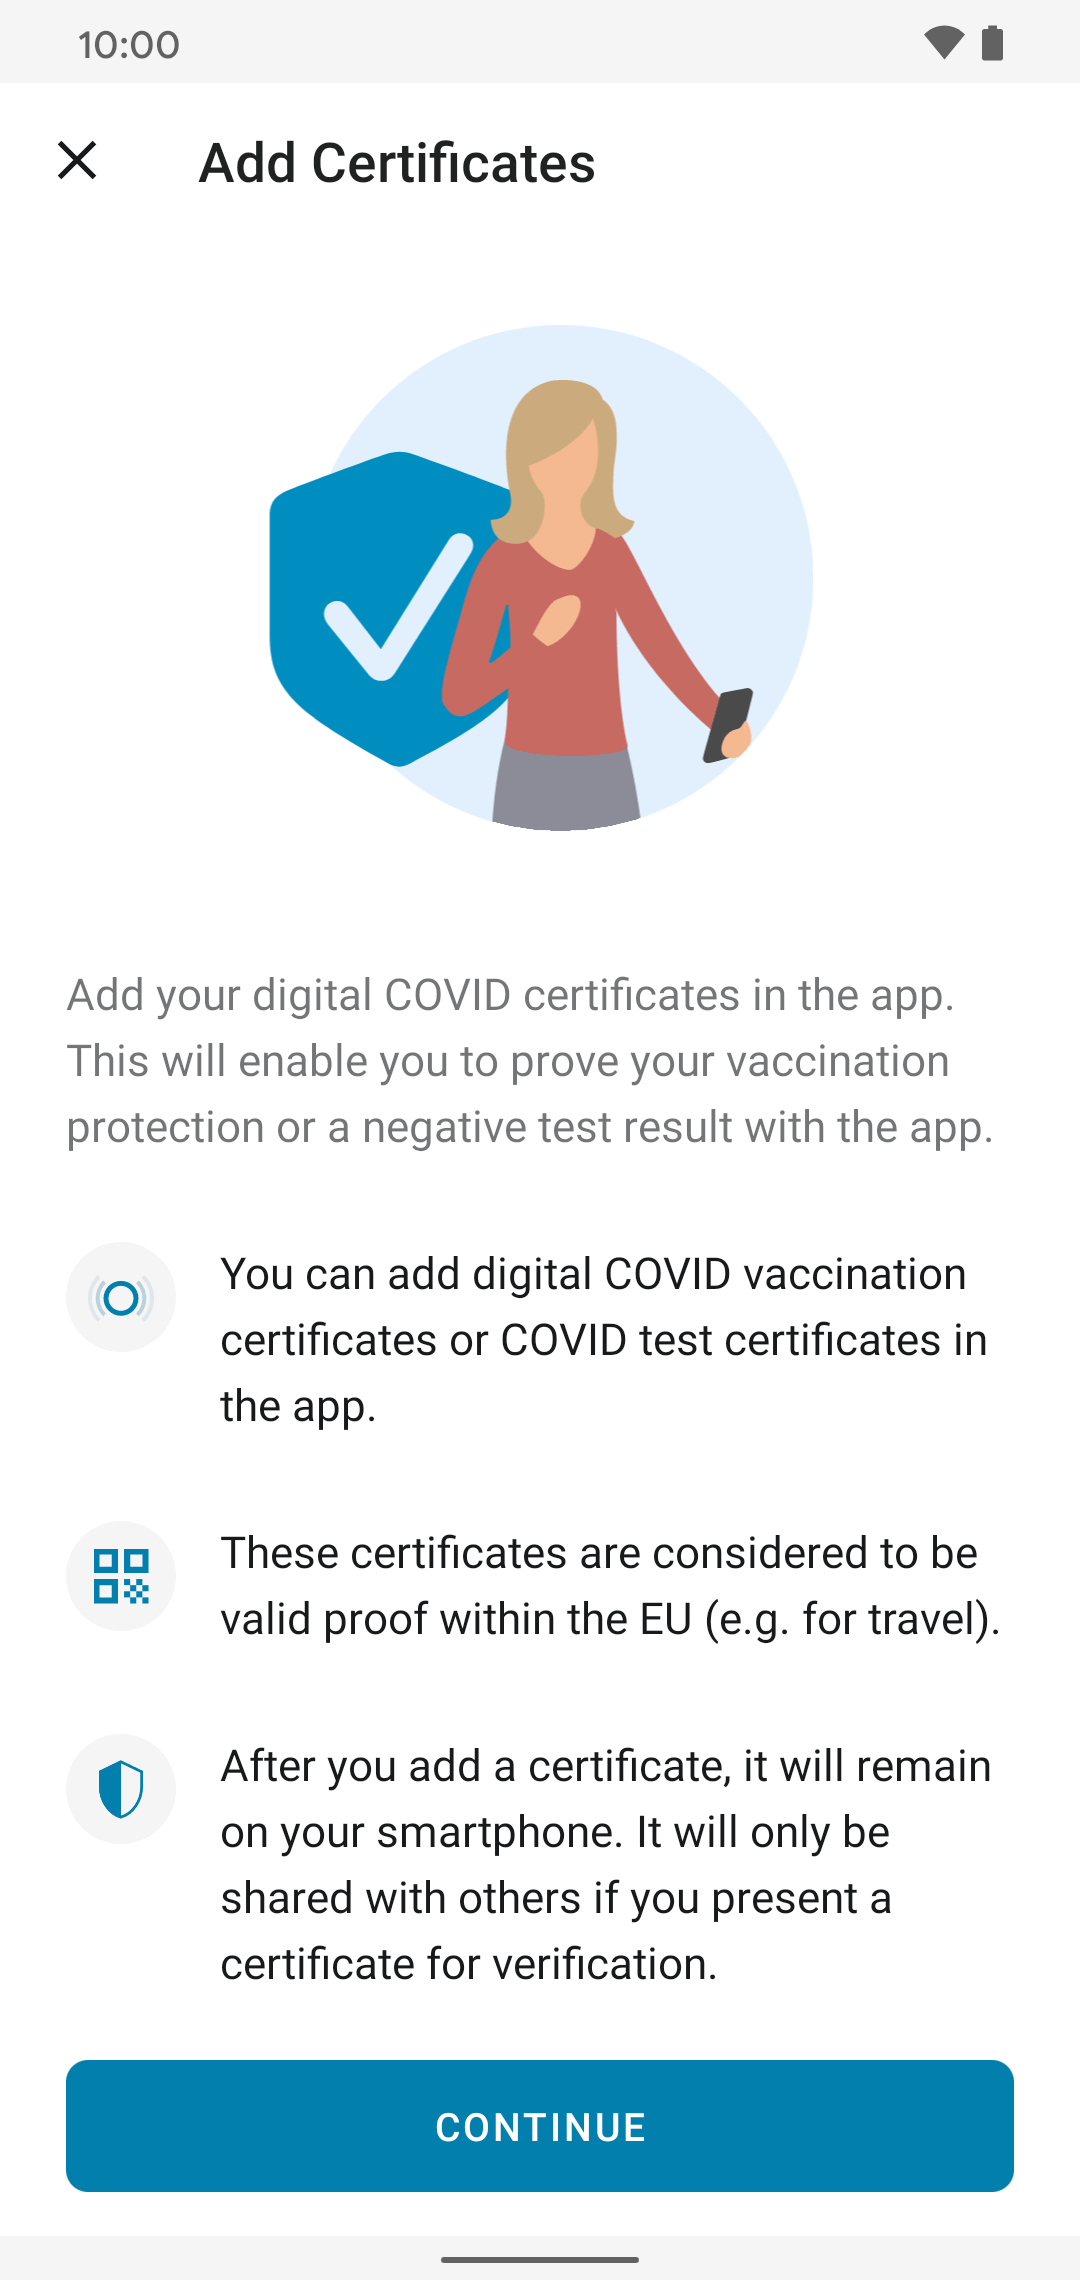 10:00
Add Certificates
Add your digital COVID certificates in the app.
This will enable you to prove your vaccination
protection or a negative test result with the app.
You can add digital COVID vaccination
certificates or COVID test certificates in
the app.
These certificates are considered to be
valid proof within the EU (e.g. for travel).
After you add a certificate, it will remain
on your smartphone. It will only be
shared with others if you present a
certificate for verification.
CONTINUE